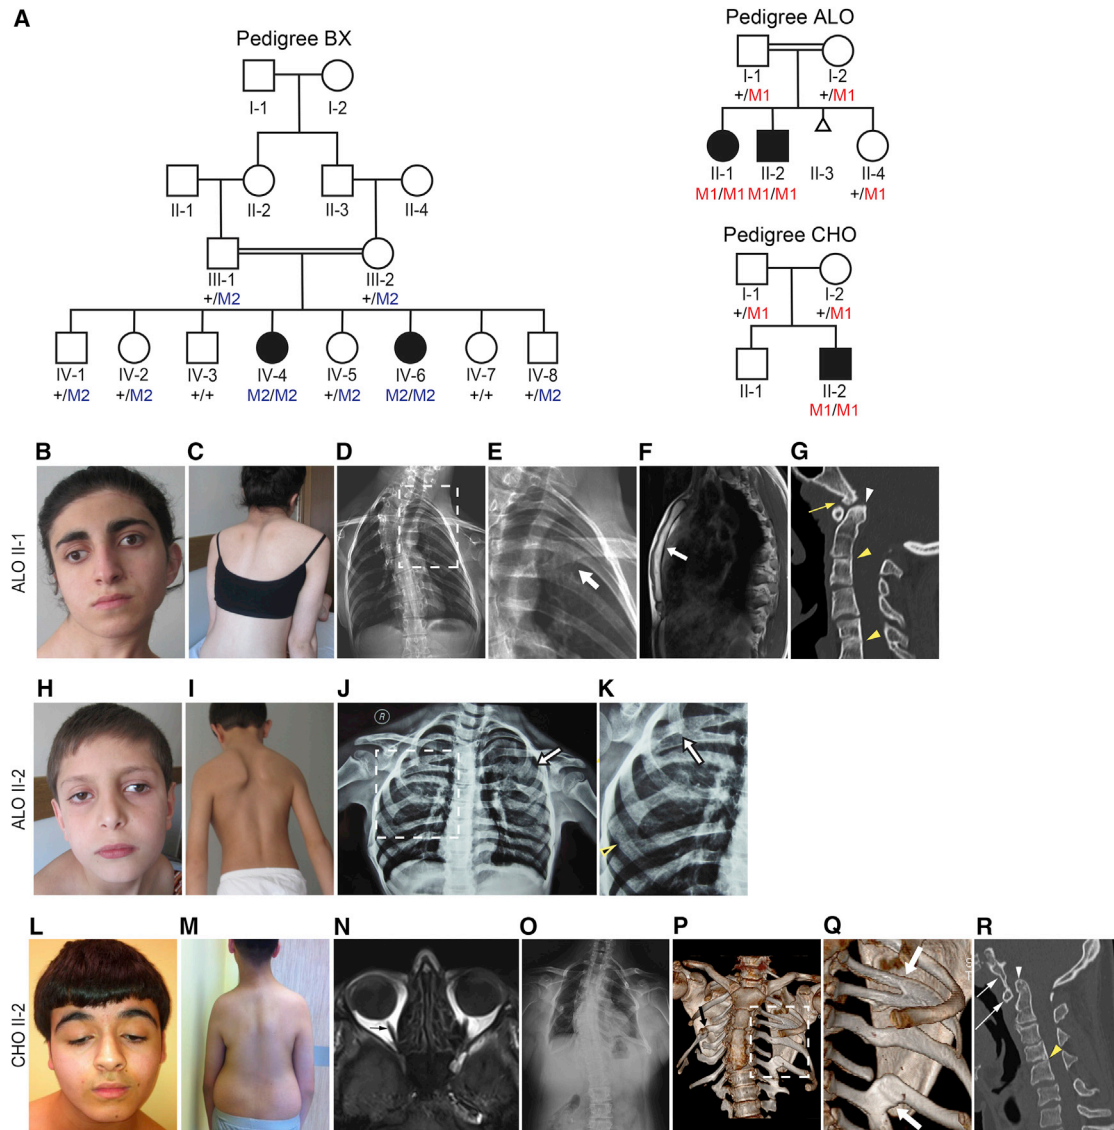 A
Pedigree BX
I-1 I-2
II-1 II-2 II-3 II-4
III-1 III-2
+/M2 +/M2
IV-1 IV-2 IV-3 IV-4 IV-5 IV-6 IV-7 IV-8
+/M2 +/M2 +/+ M2/M2 +/M2 M2/M2 +/+ +/M2
Pedigree ALO
I-1 I-2
+/M1 +/M1
II-1 II-2 II-3 II-4
M1/M1 M1/M1 +/M1
Pedigree CHO
I-1 I-2
+/M1 +/M1
II-1 II-2
M1/M1
B C D E F G
ALO II-1
H I J K
ALO II-2
R
L M N O P Q R
CHO II-2